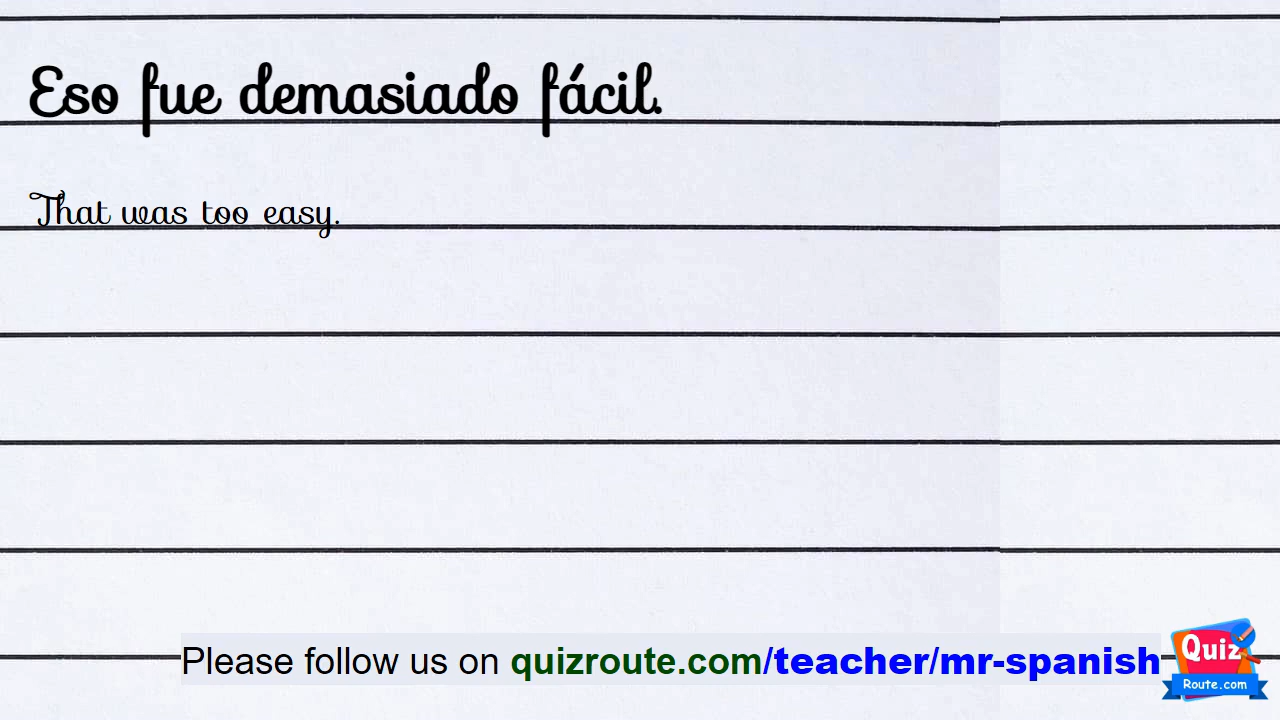 Eso fue demasiado fácil.
That was too easy.
Please follow us on quizroute.com/teacher/mr-spanish
Quiz
Route.com